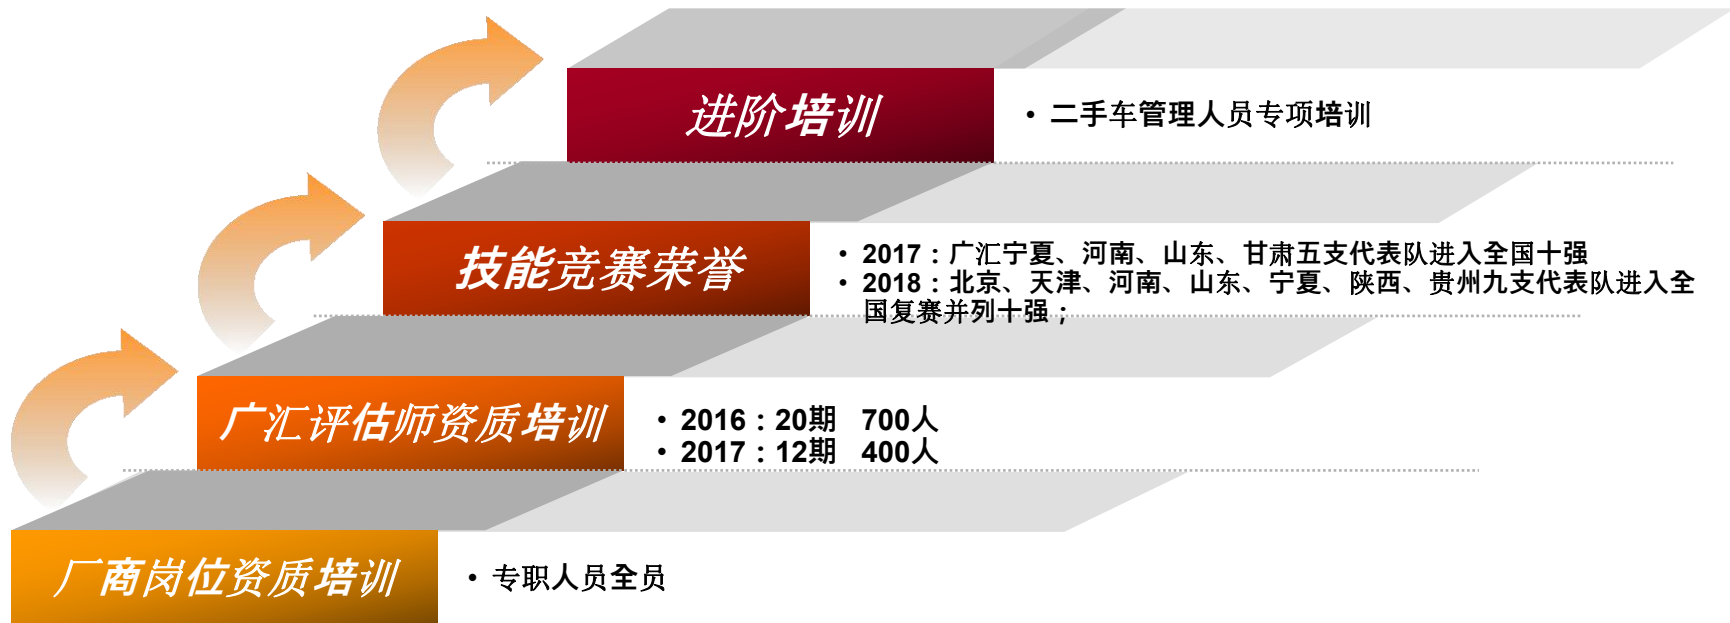 进阶培训
• 二手车管理人员专项培训
技能竞赛荣誉
• 2017：广汇宁夏、河南、山东、甘肃五支代表队进入全国十强
• 2018：北京、天津、河南、山东、宁夏、陕西、贵州九支代表队进入全
国复赛并列十强；
广汇评估师资质培训
• 2016：20期 700人
• 2017：12期 400人
厂商岗位资质培训
• 专职人员全员